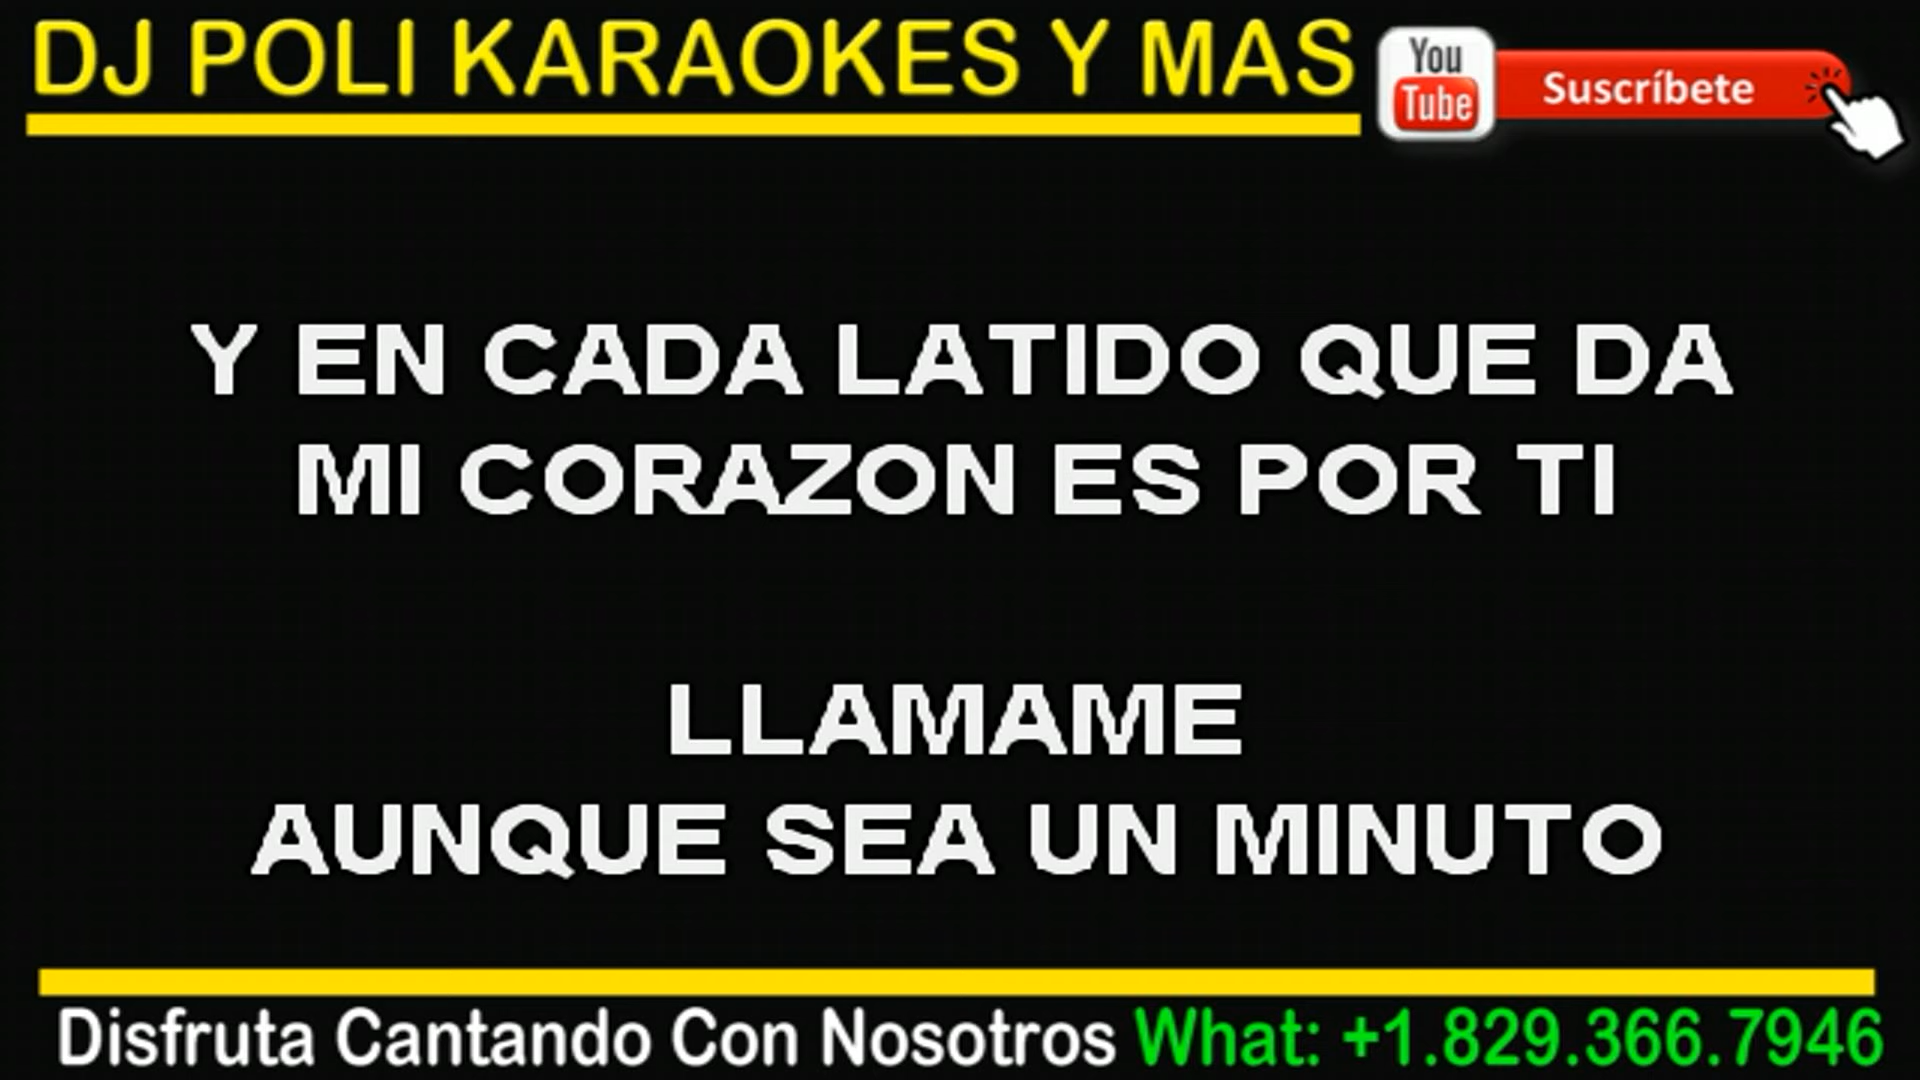 DJ POLI KARAOKES Y MAS
You
Tube
Suscríbete
Y EN CADA LATIDO QUE DA
MI CORAZON ES POR TI
LLAMAME
AUNQUE SEA UN MINUTO
Disfruta Cantando Con Nosotros What: +1.829.366.7946